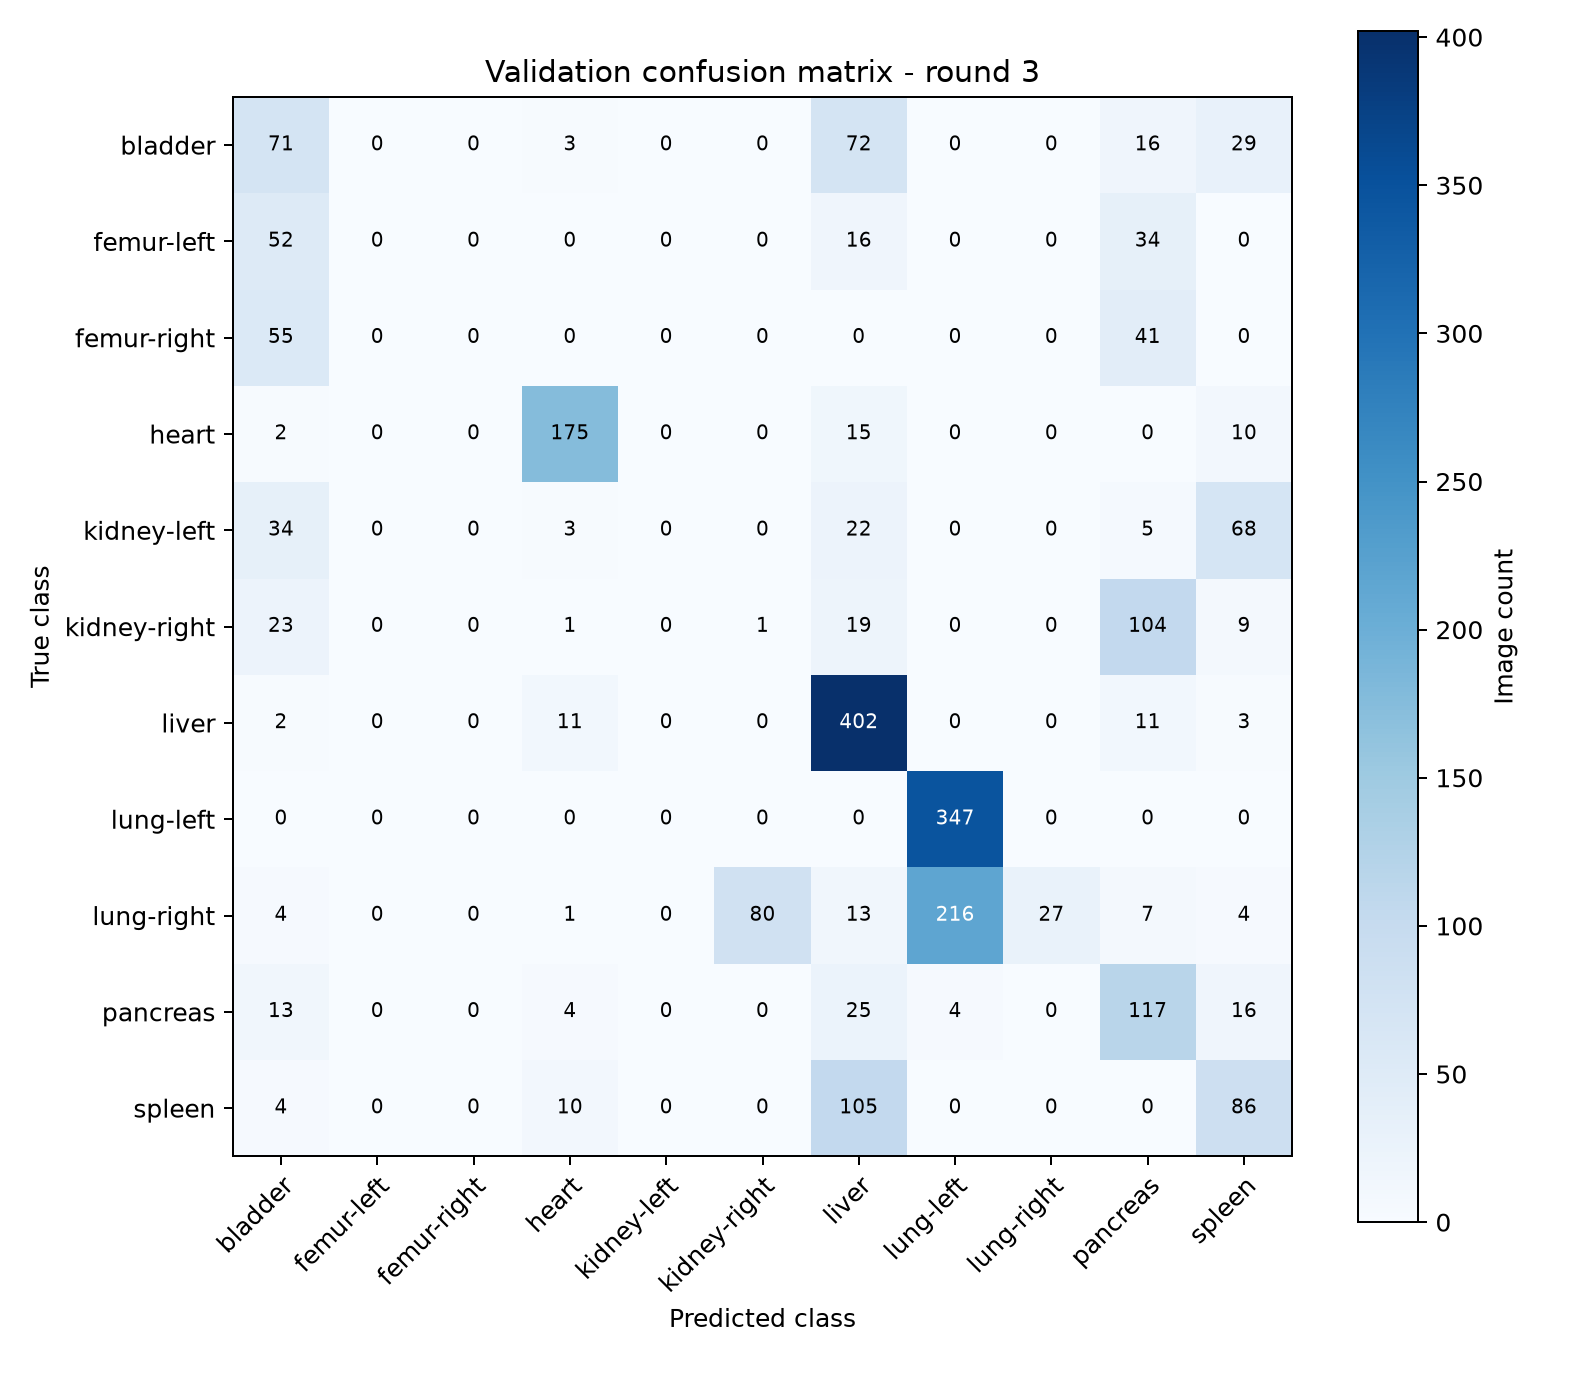 Validation confusion matrix - round 3
400
350
300
250
200
150
100
50
0
Image count
True class
bladder 71 0 0 3 0 0 72 0 0 16 29
femur-left 52 0 0 0 0 0 16 0 0 34 0
femur-right 55 0 0 0 0 0 0 0 0 41 0
heart 2 0 0 175 0 0 15 0 0 0 10
kidney-left 34 0 0 3 0 0 22 0 0 5 68
kidney-right 23 0 0 1 0 1 19 0 0 104 9
liver 2 0 0 11 0 0 402 0 0 11 3
lung-left 0 0 0 0 0 0 0 347 0 0 0
lung-right 4 0 0 1 0 80 13 216 27 7 4
pancreas 13 0 0 4 0 0 25 4 0 117 16
spleen 4 0 0 10 0 0 105 0 0 0 86
bladder femur-left femur-right heart kidney-left kidney-right liver lung-left lung-right pancreas spleen
Predicted class